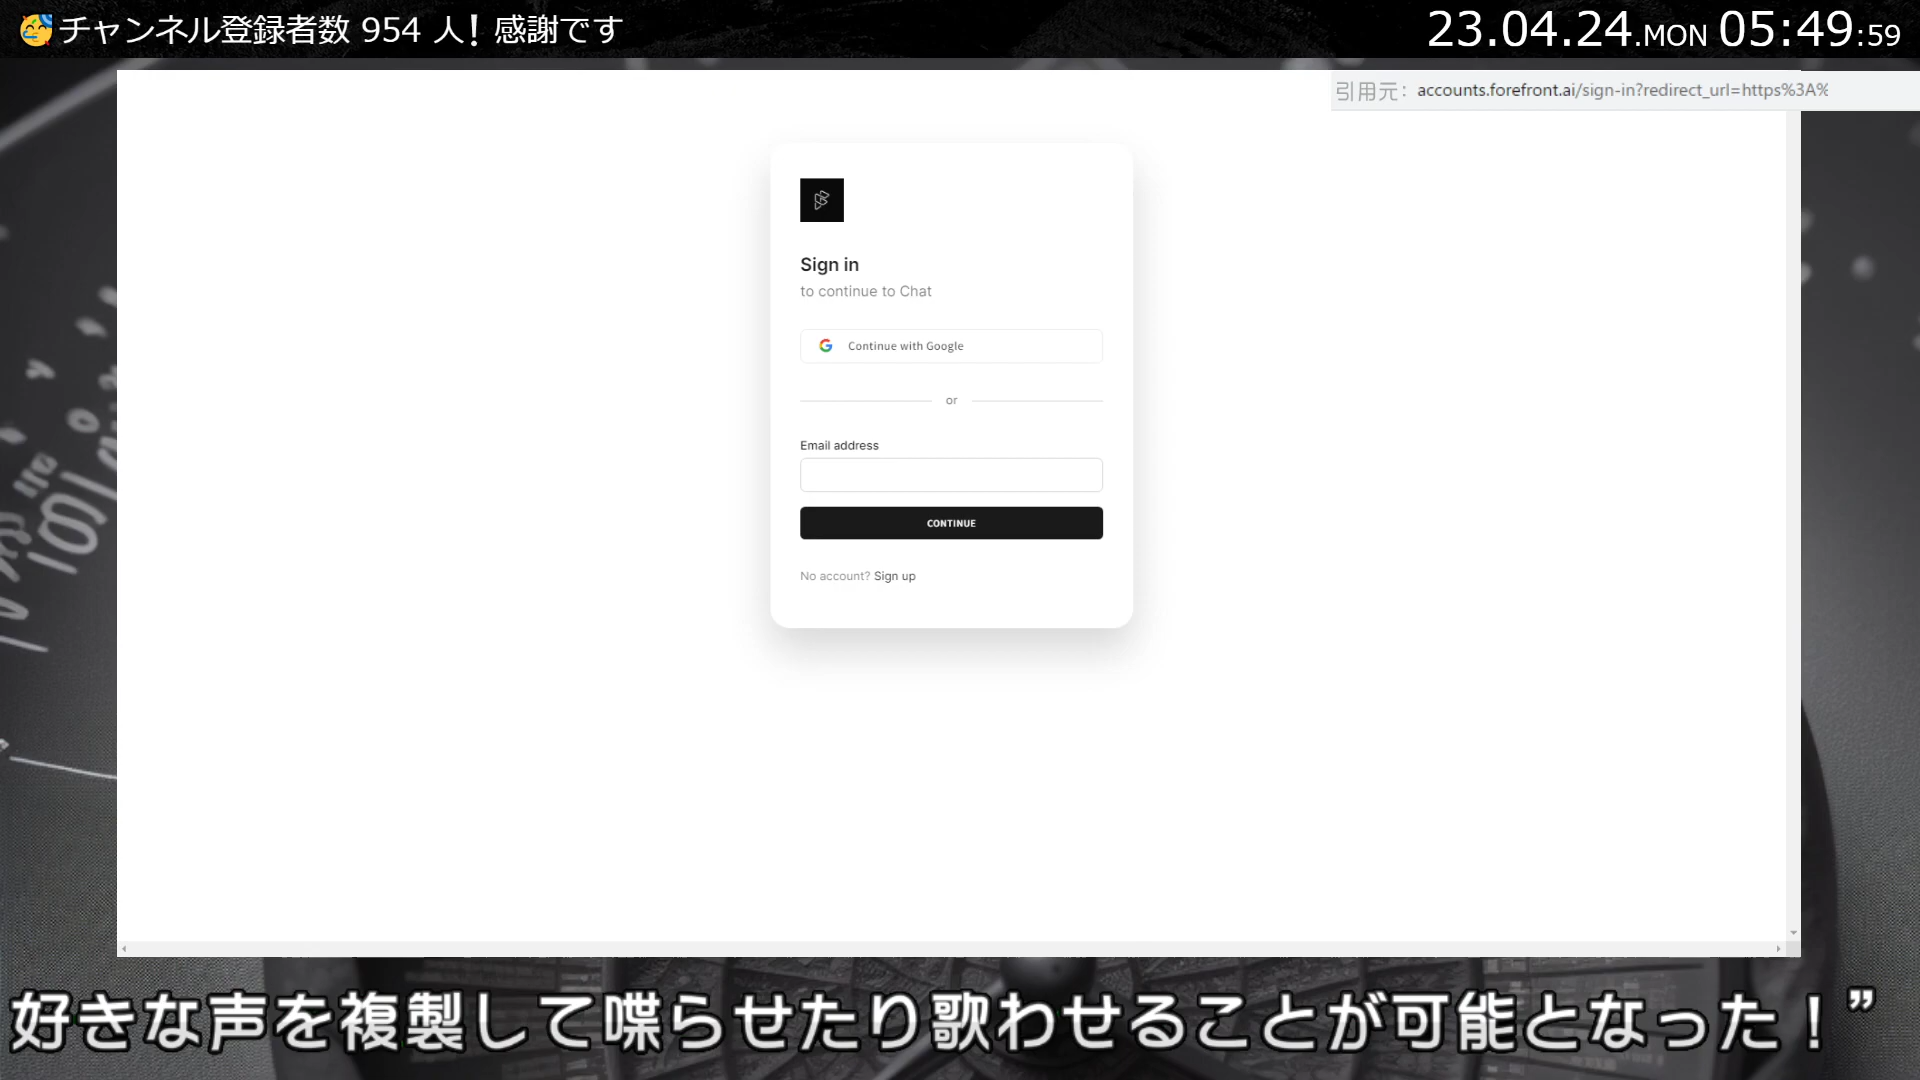 🥳チャンネル登録者数 954 人! 感謝です
23.04.24.MON 05:49:59
引用元: accounts.forefront.ai/sign-in?redirect_url=https%3A%
Sign in
to continue to Chat
Continue with Google
or
Email address
CONTINUE
No account? Sign up
好きな声を複製して喋らせたり歌わせることが可能となった！”